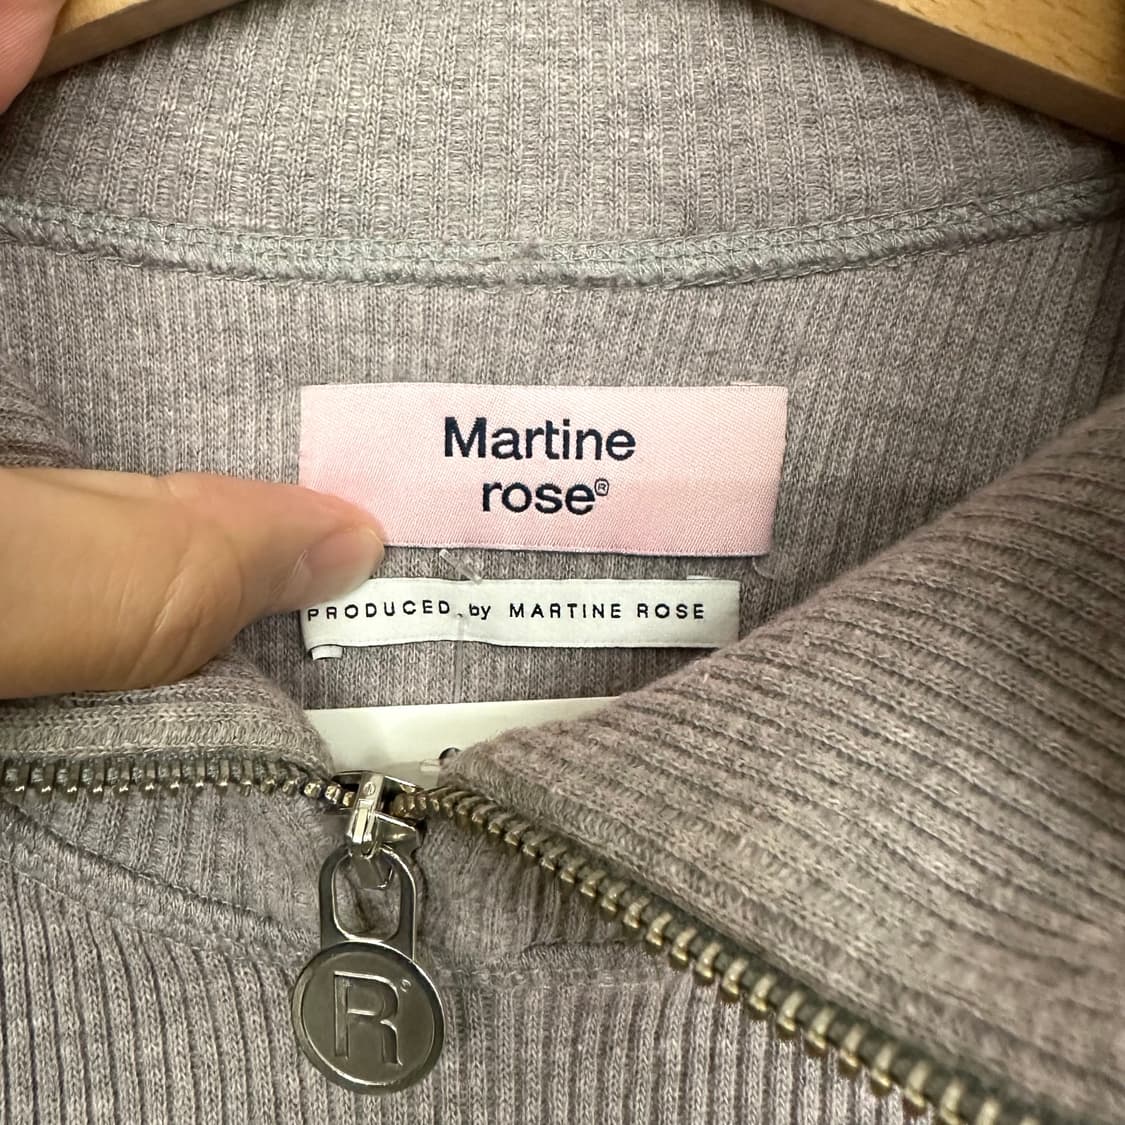 Martine
rose®
PRODUCED by MARTINE ROSE
R